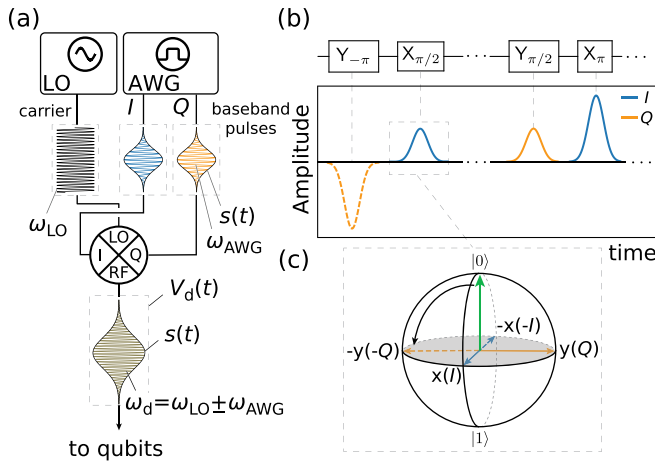 (a)
LO
AWG
carrier
I
Q
baseband
pulses
ω_LO
s(t)
ω_AWG
LO
I
Q
RF
V_d(t)
s(t)
ω_d=ω_LO±ω_AWG
to qubits
(b)
Y_{-π}
X_{π/2}
...
Y_{π/2}
X_π
...
Amplitude
I
Q
...
...
time
(c)
|0⟩
-x(-I)
-y(-Q)
y(Q)
x(I)
|1⟩